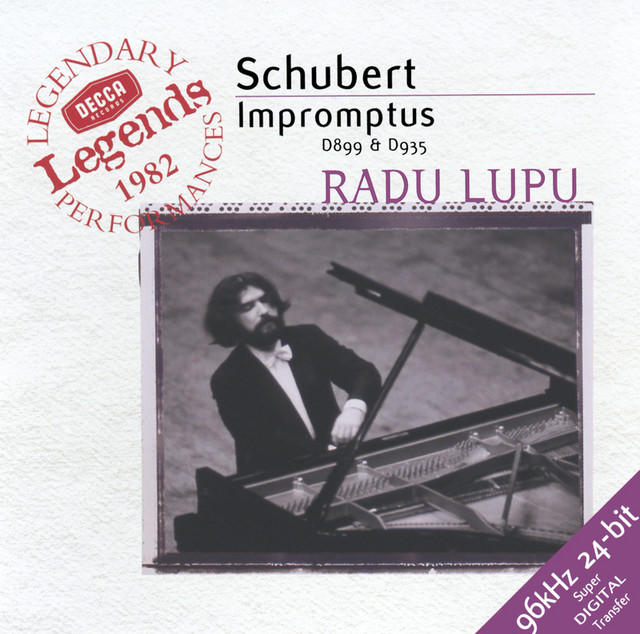 LEGENDARY
DECCA
RECORDS
Legends
1982
PERFORMANCES
Schubert
Impromptus
D899 & D935
RADU LUPU
96kHz 24-bit
Super
DIGITAL
Transfer